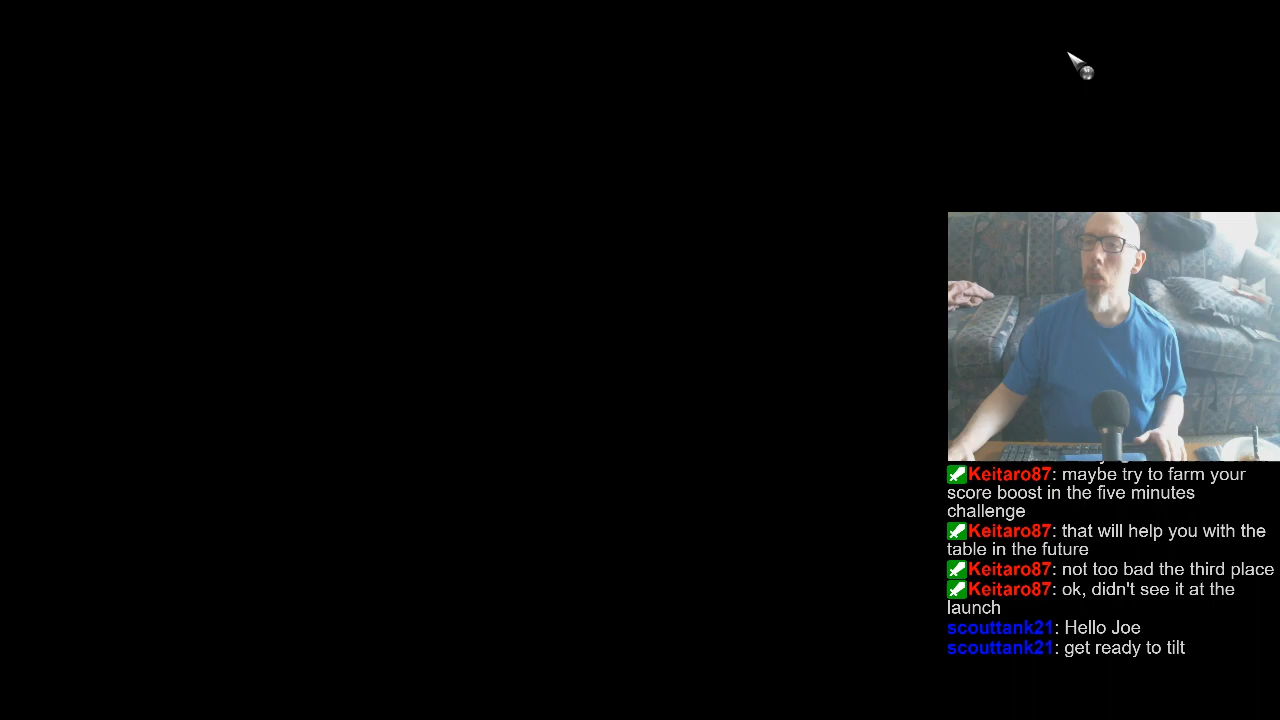 Keitaro87: maybe try to farm your
score boost in the five minutes
challenge
Keitaro87: that will help you with the
table in the future
Keitaro87: not too bad the third place
Keitaro87: ok, didn't see it at the
launch
scouttank21: Hello Joe
scouttank21: get ready to tilt